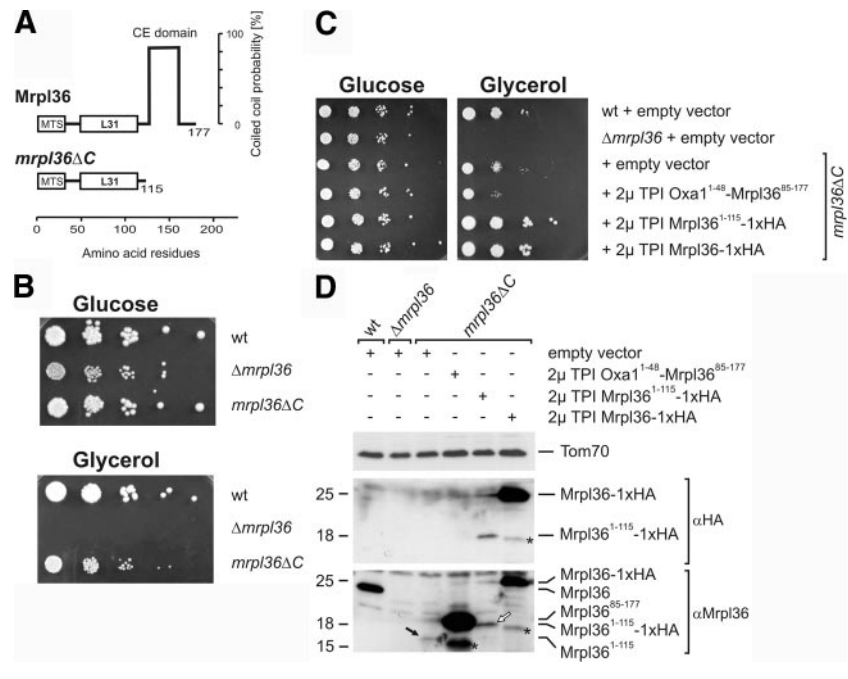 A
CE domain
Coiled coil probability [%]
100
50
0
Mrpl36
MTS
L31
177
mrpl36ΔC
MTS
L31
115
0 50 100 150 200
Amino acid residues
B
Glucose
wt
Δmrpl36
mrpl36ΔC
Glycerol
wt
Δmrpl36
mrpl36ΔC
C
Glucose Glycerol
wt + empty vector
Δmrpl36 + empty vector
+ empty vector
+ 2μ TPI Oxa1¹⁻⁴⁸-Mrpl36⁸⁵⁻¹⁷⁷
+ 2μ TPI Mrpl36¹⁻¹¹⁵-1xHA
+ 2μ TPI Mrpl36-1xHA
mrpl36ΔC
D
wt Δmrpl36 mrpl36ΔC
+ + + - - - empty vector
- - - + - - 2μ TPI Oxa1¹⁻⁴⁸-Mrpl36⁸⁵⁻¹⁷⁷
- - - - + - 2μ TPI Mrpl36¹⁻¹¹⁵-1xHA
- - - - - + 2μ TPI Mrpl36-1xHA
Tom70
25 Mrpl36-1xHA
18 Mrpl36¹⁻¹¹⁵-1xHA
*
αHA
25 Mrpl36-1xHA
Mrpl36
Mrpl36⁸⁵⁻¹⁷⁷
18 Mrpl36¹⁻¹¹⁵-1xHA
*
15 Mrpl36¹⁻¹¹⁵
*
αMrpl36